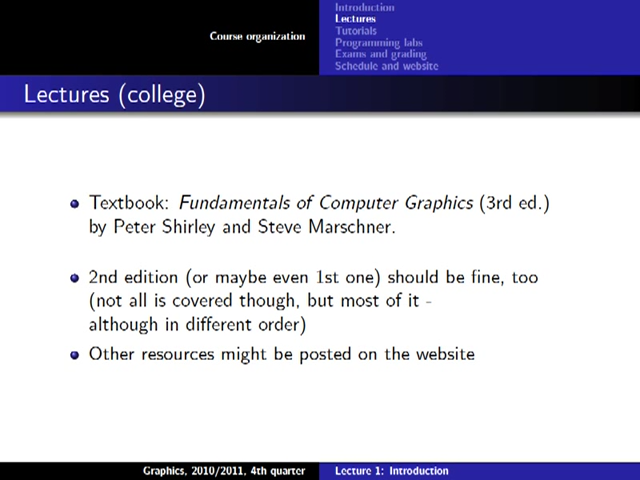 Course organization
Introduction
Lectures
Tutorials
Programming labs
Exams and grading
Schedule and website
Lectures (college)
Textbook: Fundamentals of Computer Graphics (3rd ed.)
by Peter Shirley and Steve Marschner.
2nd edition (or maybe even 1st one) should be fine, too
(not all is covered though, but most of it -
although in different order)
Other resources might be posted on the website
Graphics, 2010/2011, 4th quarter
Lecture 1: Introduction